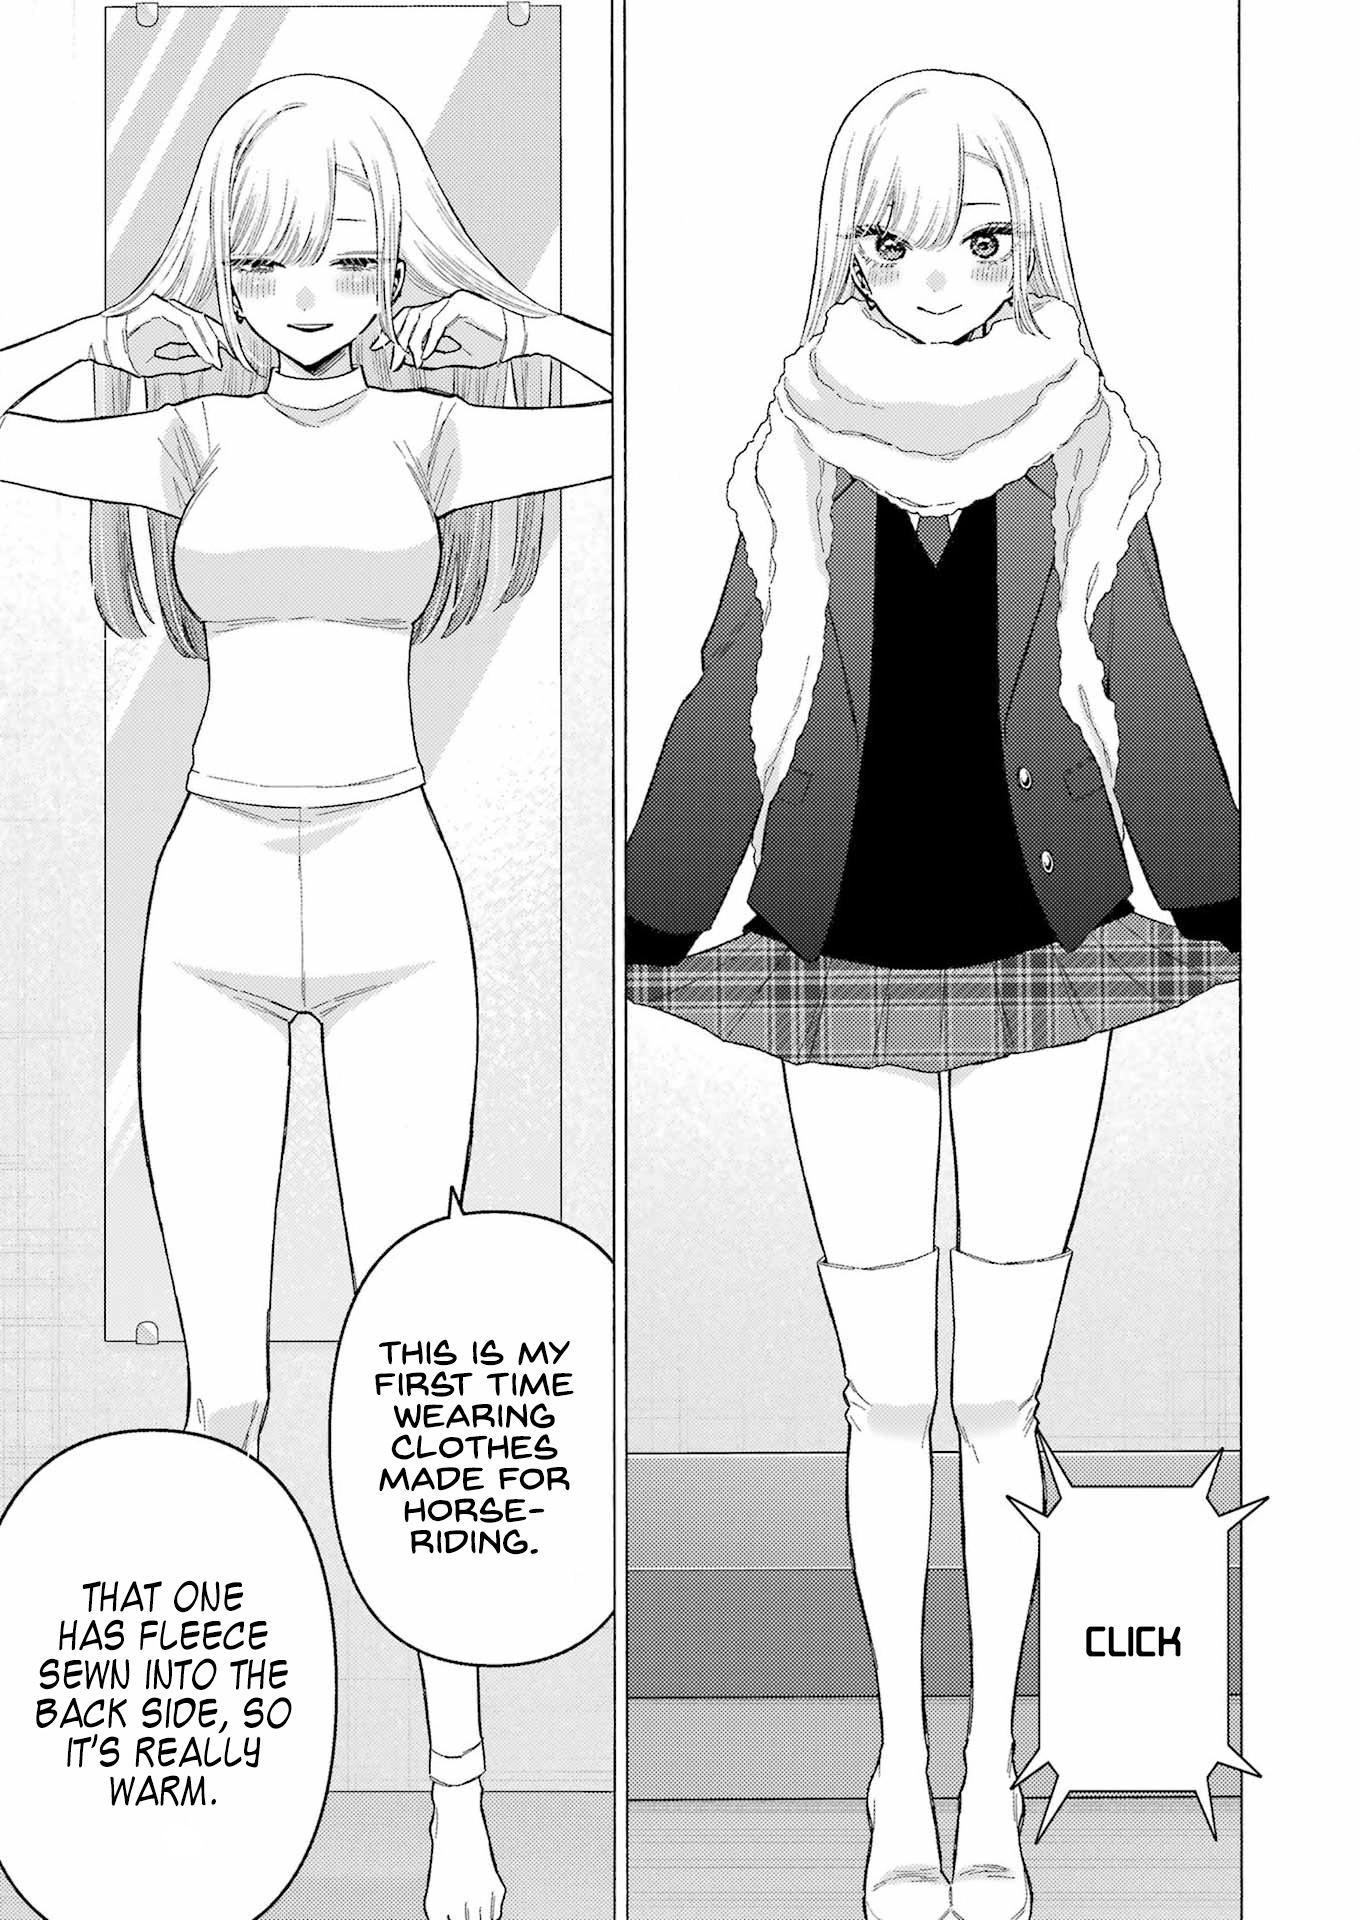 CLICK
THIS IS MY
FIRST TIME
WEARING
CLOTHES
MADE FOR
HORSE-
RIDING.
THAT ONE
HAS FLEECE
SEWN INTO THE
BACK SIDE, SO
IT'S REALLY
WARM.